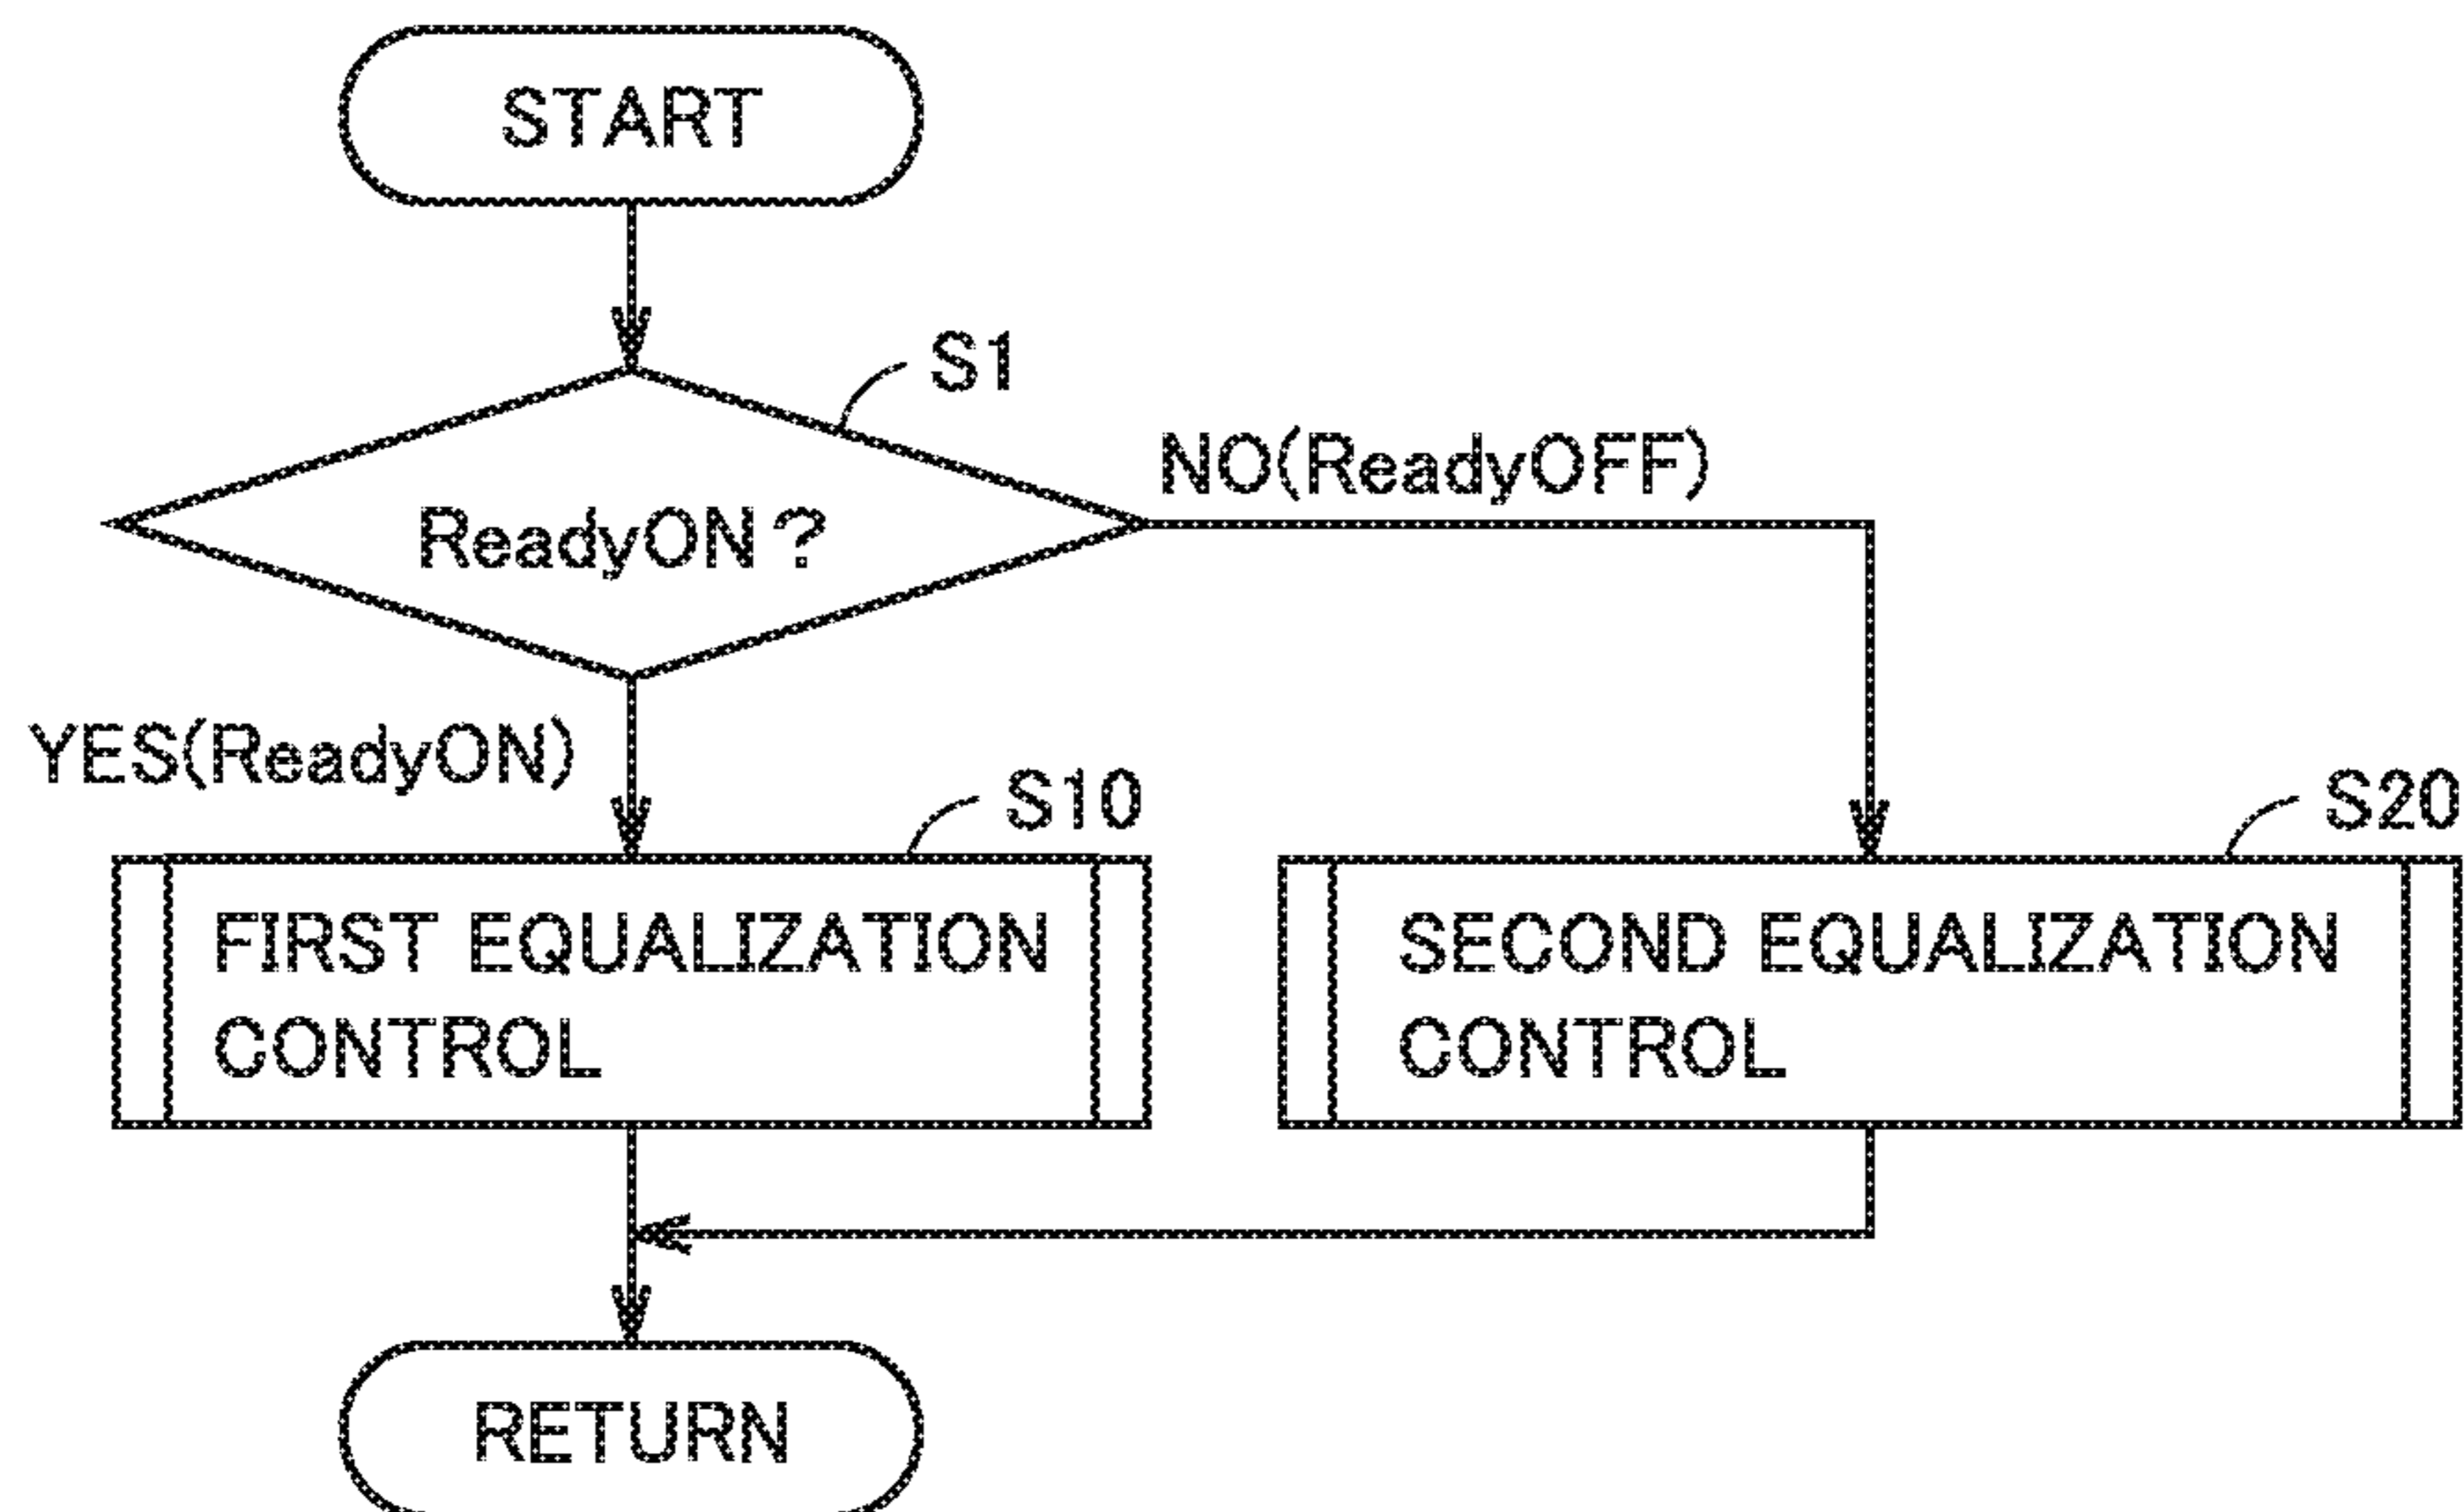 START
S1
NO(ReadyOFF)
ReadyON?
YES(ReadyON)
S10
S20
FIRST EQUALIZATION
CONTROL
SECOND EQUALIZATION
CONTROL
RETURN